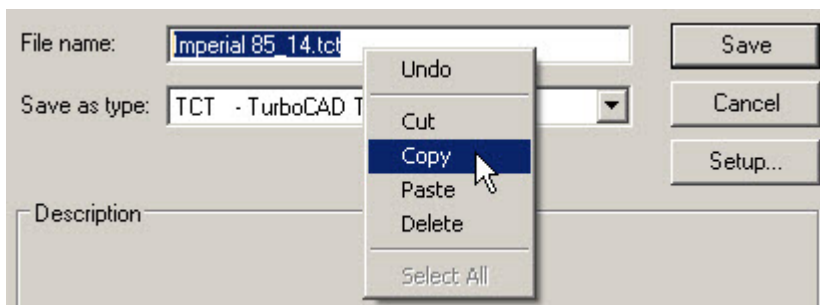 File name:
Imperial 85_14.tct
Save
Save as type:
TCT - TurboCAD T
Cancel
Setup...
Undo
Cut
Copy
Paste
Delete
Select All
Description